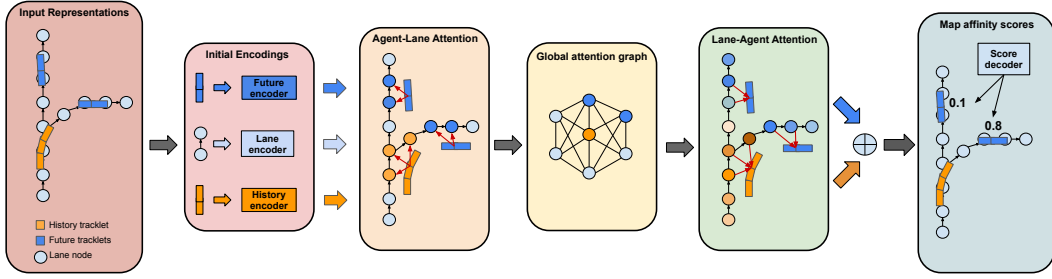 Input Representations
History tracklet
Future tracklets
Lane node
Initial Encodings
Future
encoder
Lane
encoder
History
encoder
Agent-Lane Attention
Global attention graph
Lane-Agent Attention
Map affinity scores
Score
decoder
0.1
0.8